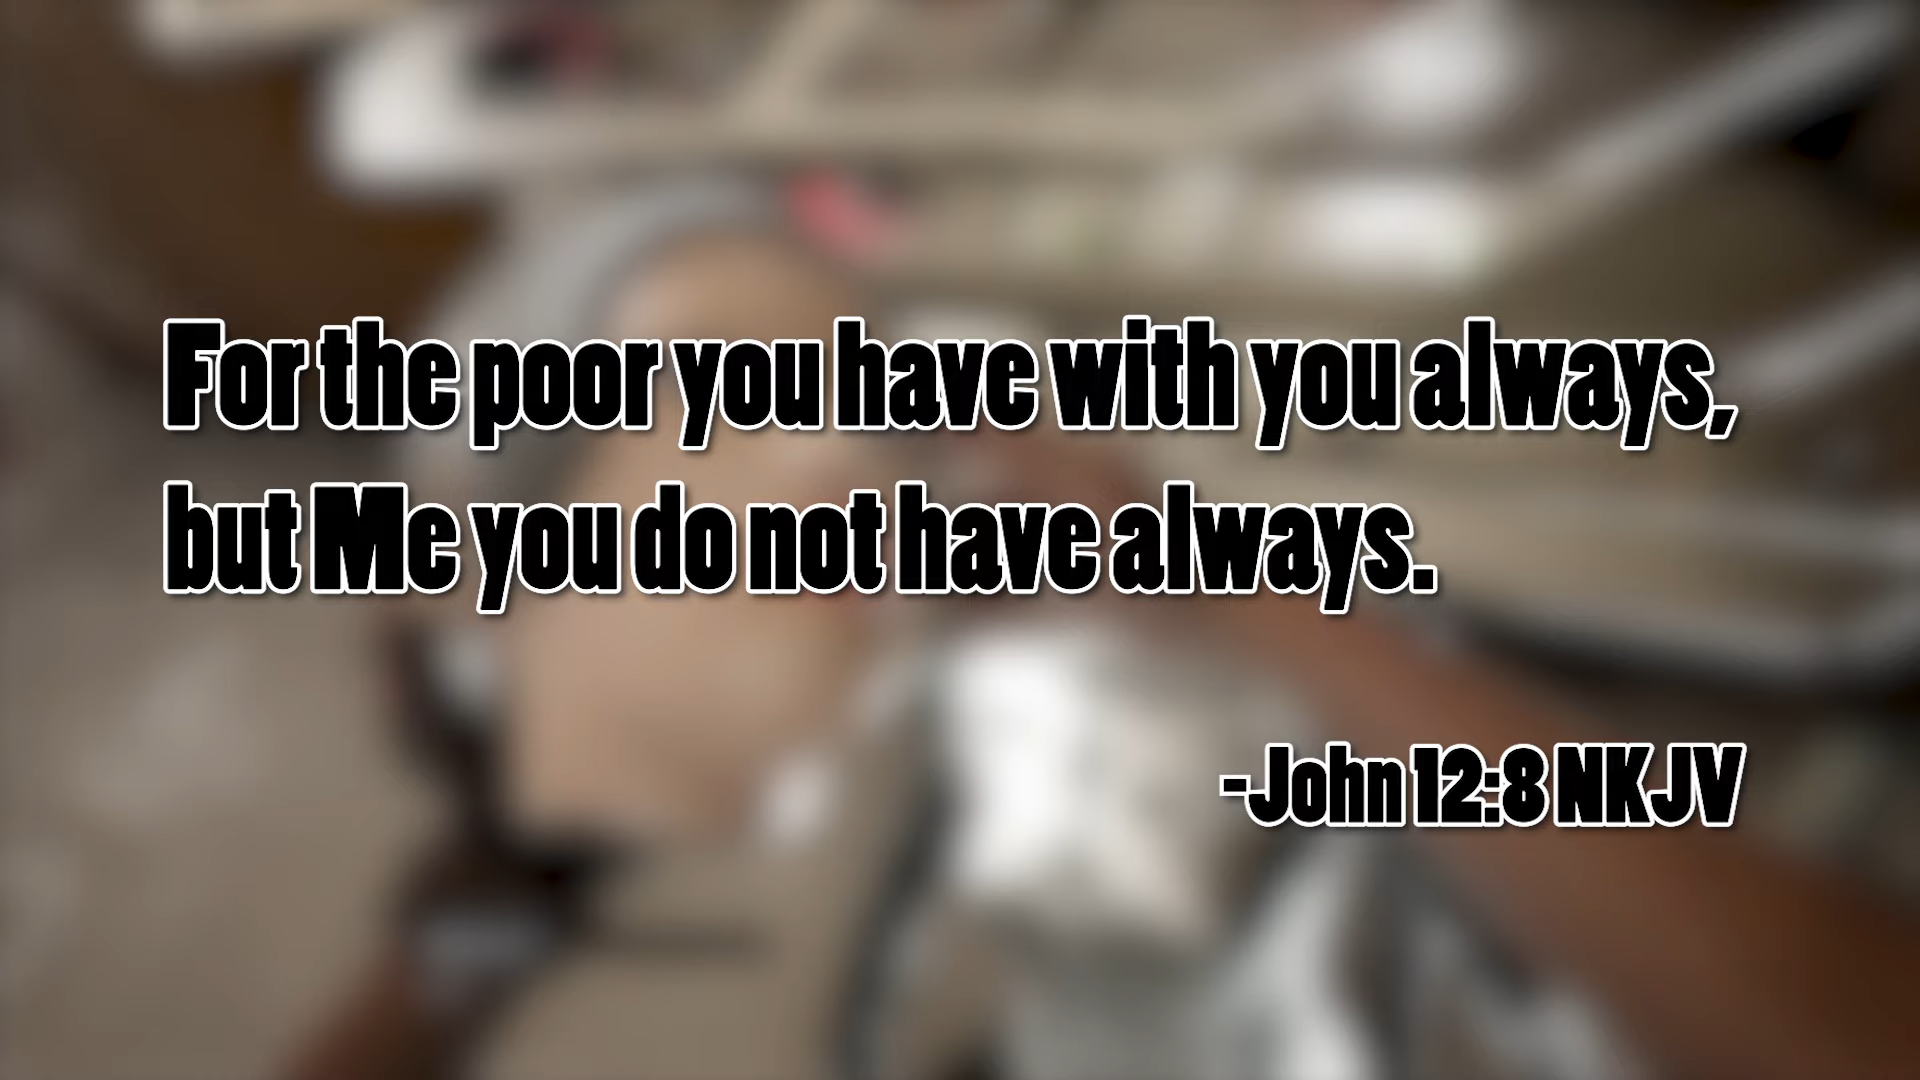 For the poor you have with you always,
but Me you do not have always.
-John 12:8 NKJV